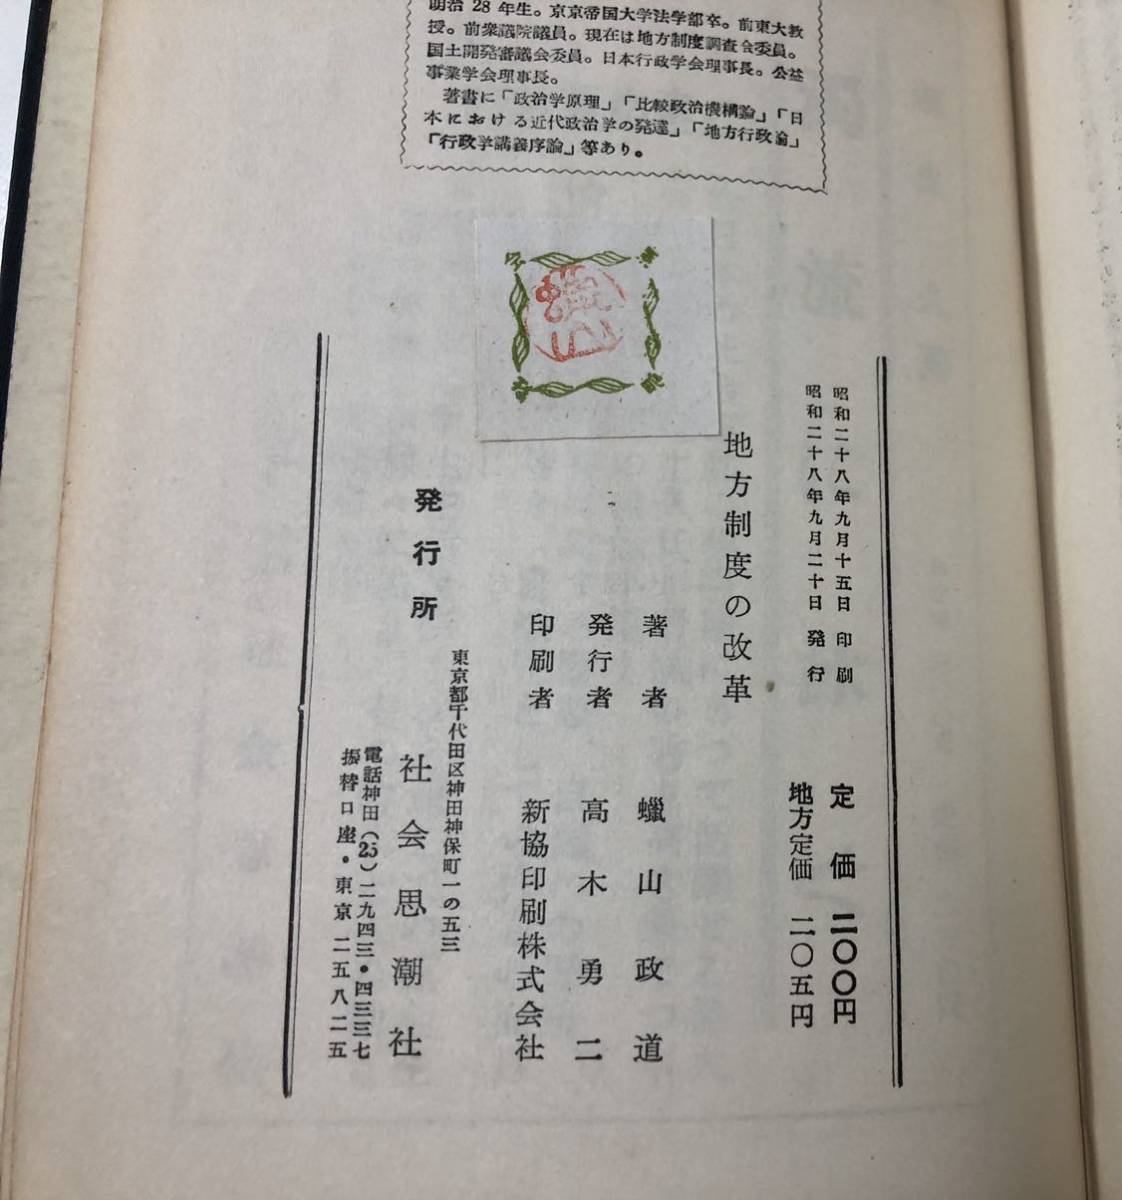 明治28年生。京京帝国大学法学部卒。前東大教
授。前衆議院議員。現在は地方制度調査会委員。
国土開発審議会委員。日本行政学会理事長。公益
事業学会理事長。
著書に「政治学原理」「比較政治機構論」「日
本における近代政治学の発達」「地方行政論」
「行政学講義序論」等あり。
昭和二十八年九月十五日 印刷
昭和二十八年九月二十日 発行
定価 二〇〇円
地方定価 二〇五円
地方制度の改革
著者 蠟山政道
発行者 高木勇二
印刷者 新協印刷株式会社
発行所
東京都千代田区神田神保町一の五三
社会思潮社
電話神田(25)二九四三・四三三七
振替口座・東京二五八二五